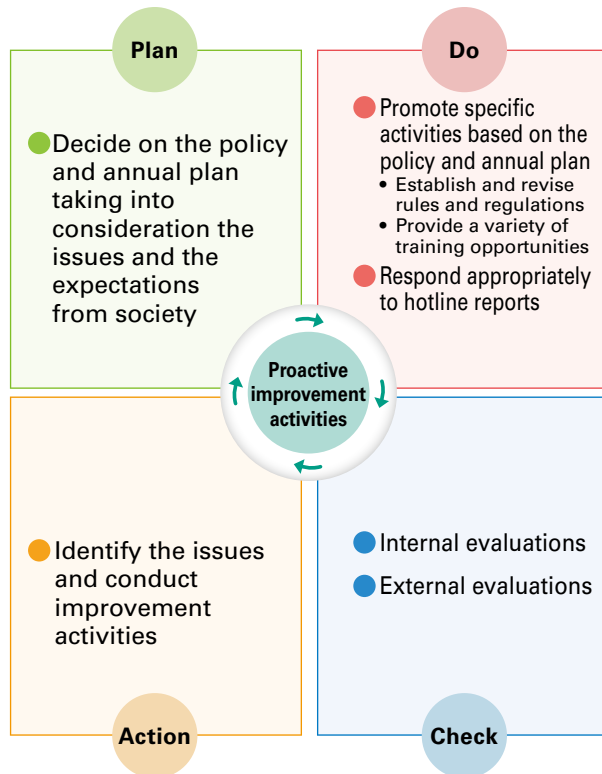 Plan
Decide on the policy
and annual plan
taking into
consideration the
issues and the
expectations
from society
Do
Promote specific
activities based on the
policy and annual plan
• Establish and revise
rules and regulations
• Provide a variety of
training opportunities
Respond appropriately
to hotline reports
Proactive
improvement
activities
Identify the issues
and conduct
improvement
activities
Action
Internal evaluations
External evaluations
Check